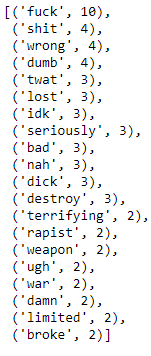 [('fuck', 10),
('shit', 4),
('wrong', 4),
('dumb', 4),
('twat', 3),
('lost', 3),
('idk', 3),
('seriously', 3),
('bad', 3),
('nah', 3),
('dick', 3),
('destroy', 3),
('terrifying', 2),
('rapist', 2),
('weapon', 2),
('ugh', 2),
('war', 2),
('damn', 2),
('limited', 2),
('broke', 2)]